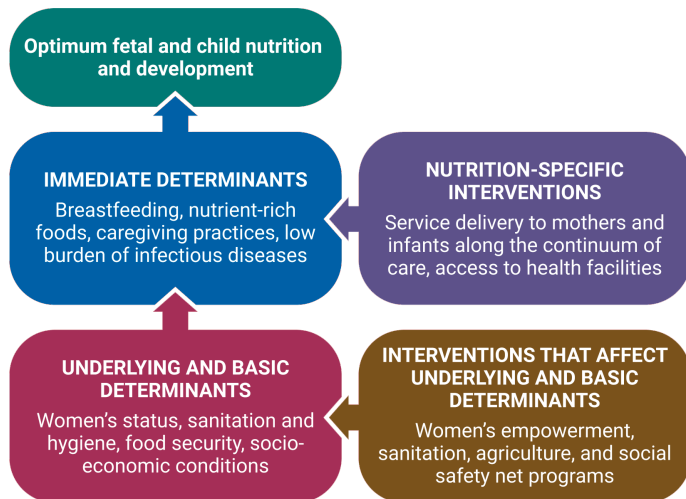 Optimum fetal and child nutrition
and development
IMMEDIATE DETERMINANTS
Breastfeeding, nutrient-rich
foods, caregiving practices, low
burden of infectious diseases
NUTRITION-SPECIFIC
INTERVENTIONS
Service delivery to mothers and
infants along the continuum of
care, access to health facilities
UNDERLYING AND BASIC
DETERMINANTS
Women’s status, sanitation and
hygiene, food security, socio-
economic conditions
INTERVENTIONS THAT AFFECT
UNDERLYING AND BASIC
DETERMINANTS
Women’s empowerment,
sanitation, agriculture, and social
safety net programs